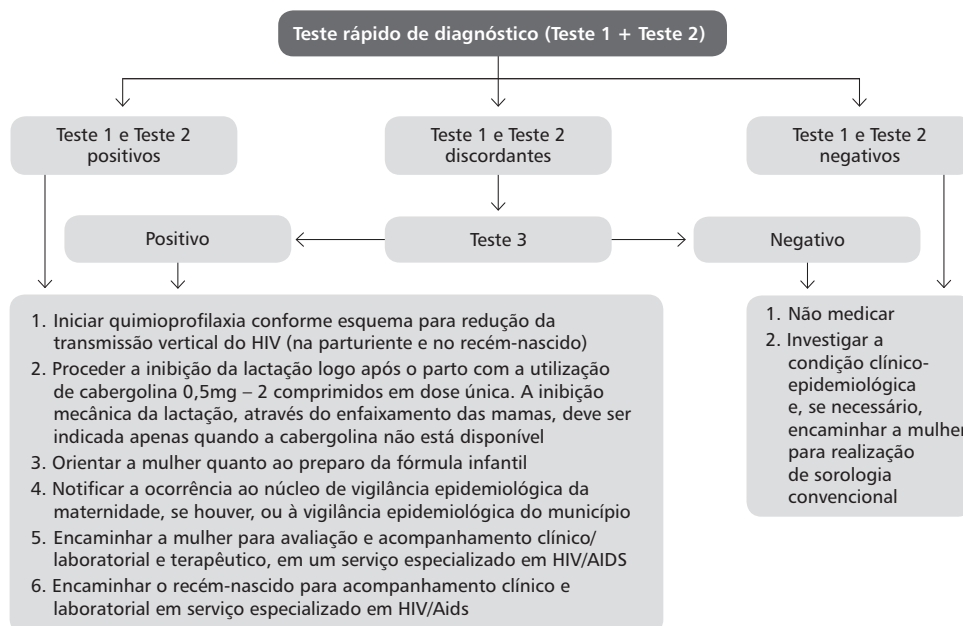 Teste rápido de diagnóstico (Teste 1 + Teste 2)
Teste 1 e Teste 2
positivos
Teste 1 e Teste 2
discordantes
Teste 1 e Teste 2
negativos
Positivo
Teste 3
Negativo
1. Iniciar quimioprofilaxia conforme esquema para redução da
transmissão vertical do HIV (na parturiente e no recém-nascido)
2. Proceder a inibição da lactação logo após o parto com a utilização
de cabergolina 0,5mg – 2 comprimidos em dose única. A inibição
mecânica da lactação, através do enfaixamento das mamas, deve ser
indicada apenas quando a cabergolina não está disponível
3. Orientar a mulher quanto ao preparo da fórmula infantil
4. Notificar a ocorrência ao núcleo de vigilância epidemiológica da
maternidade, se houver, ou à vigilância epidemiológica do município
5. Encaminhar a mulher para avaliação e acompanhamento clínico/
laboratorial e terapêutico, em um serviço especializado em HIV/AIDS
6. Encaminhar o recém-nascido para acompanhamento clínico e
laboratorial em serviço especializado em HIV/Aids
1. Não medicar
2. Investigar a
condição clínico-
epidemiológica
e, se necessário,
encaminhar a mulher
para realização
de sorologia
convencional